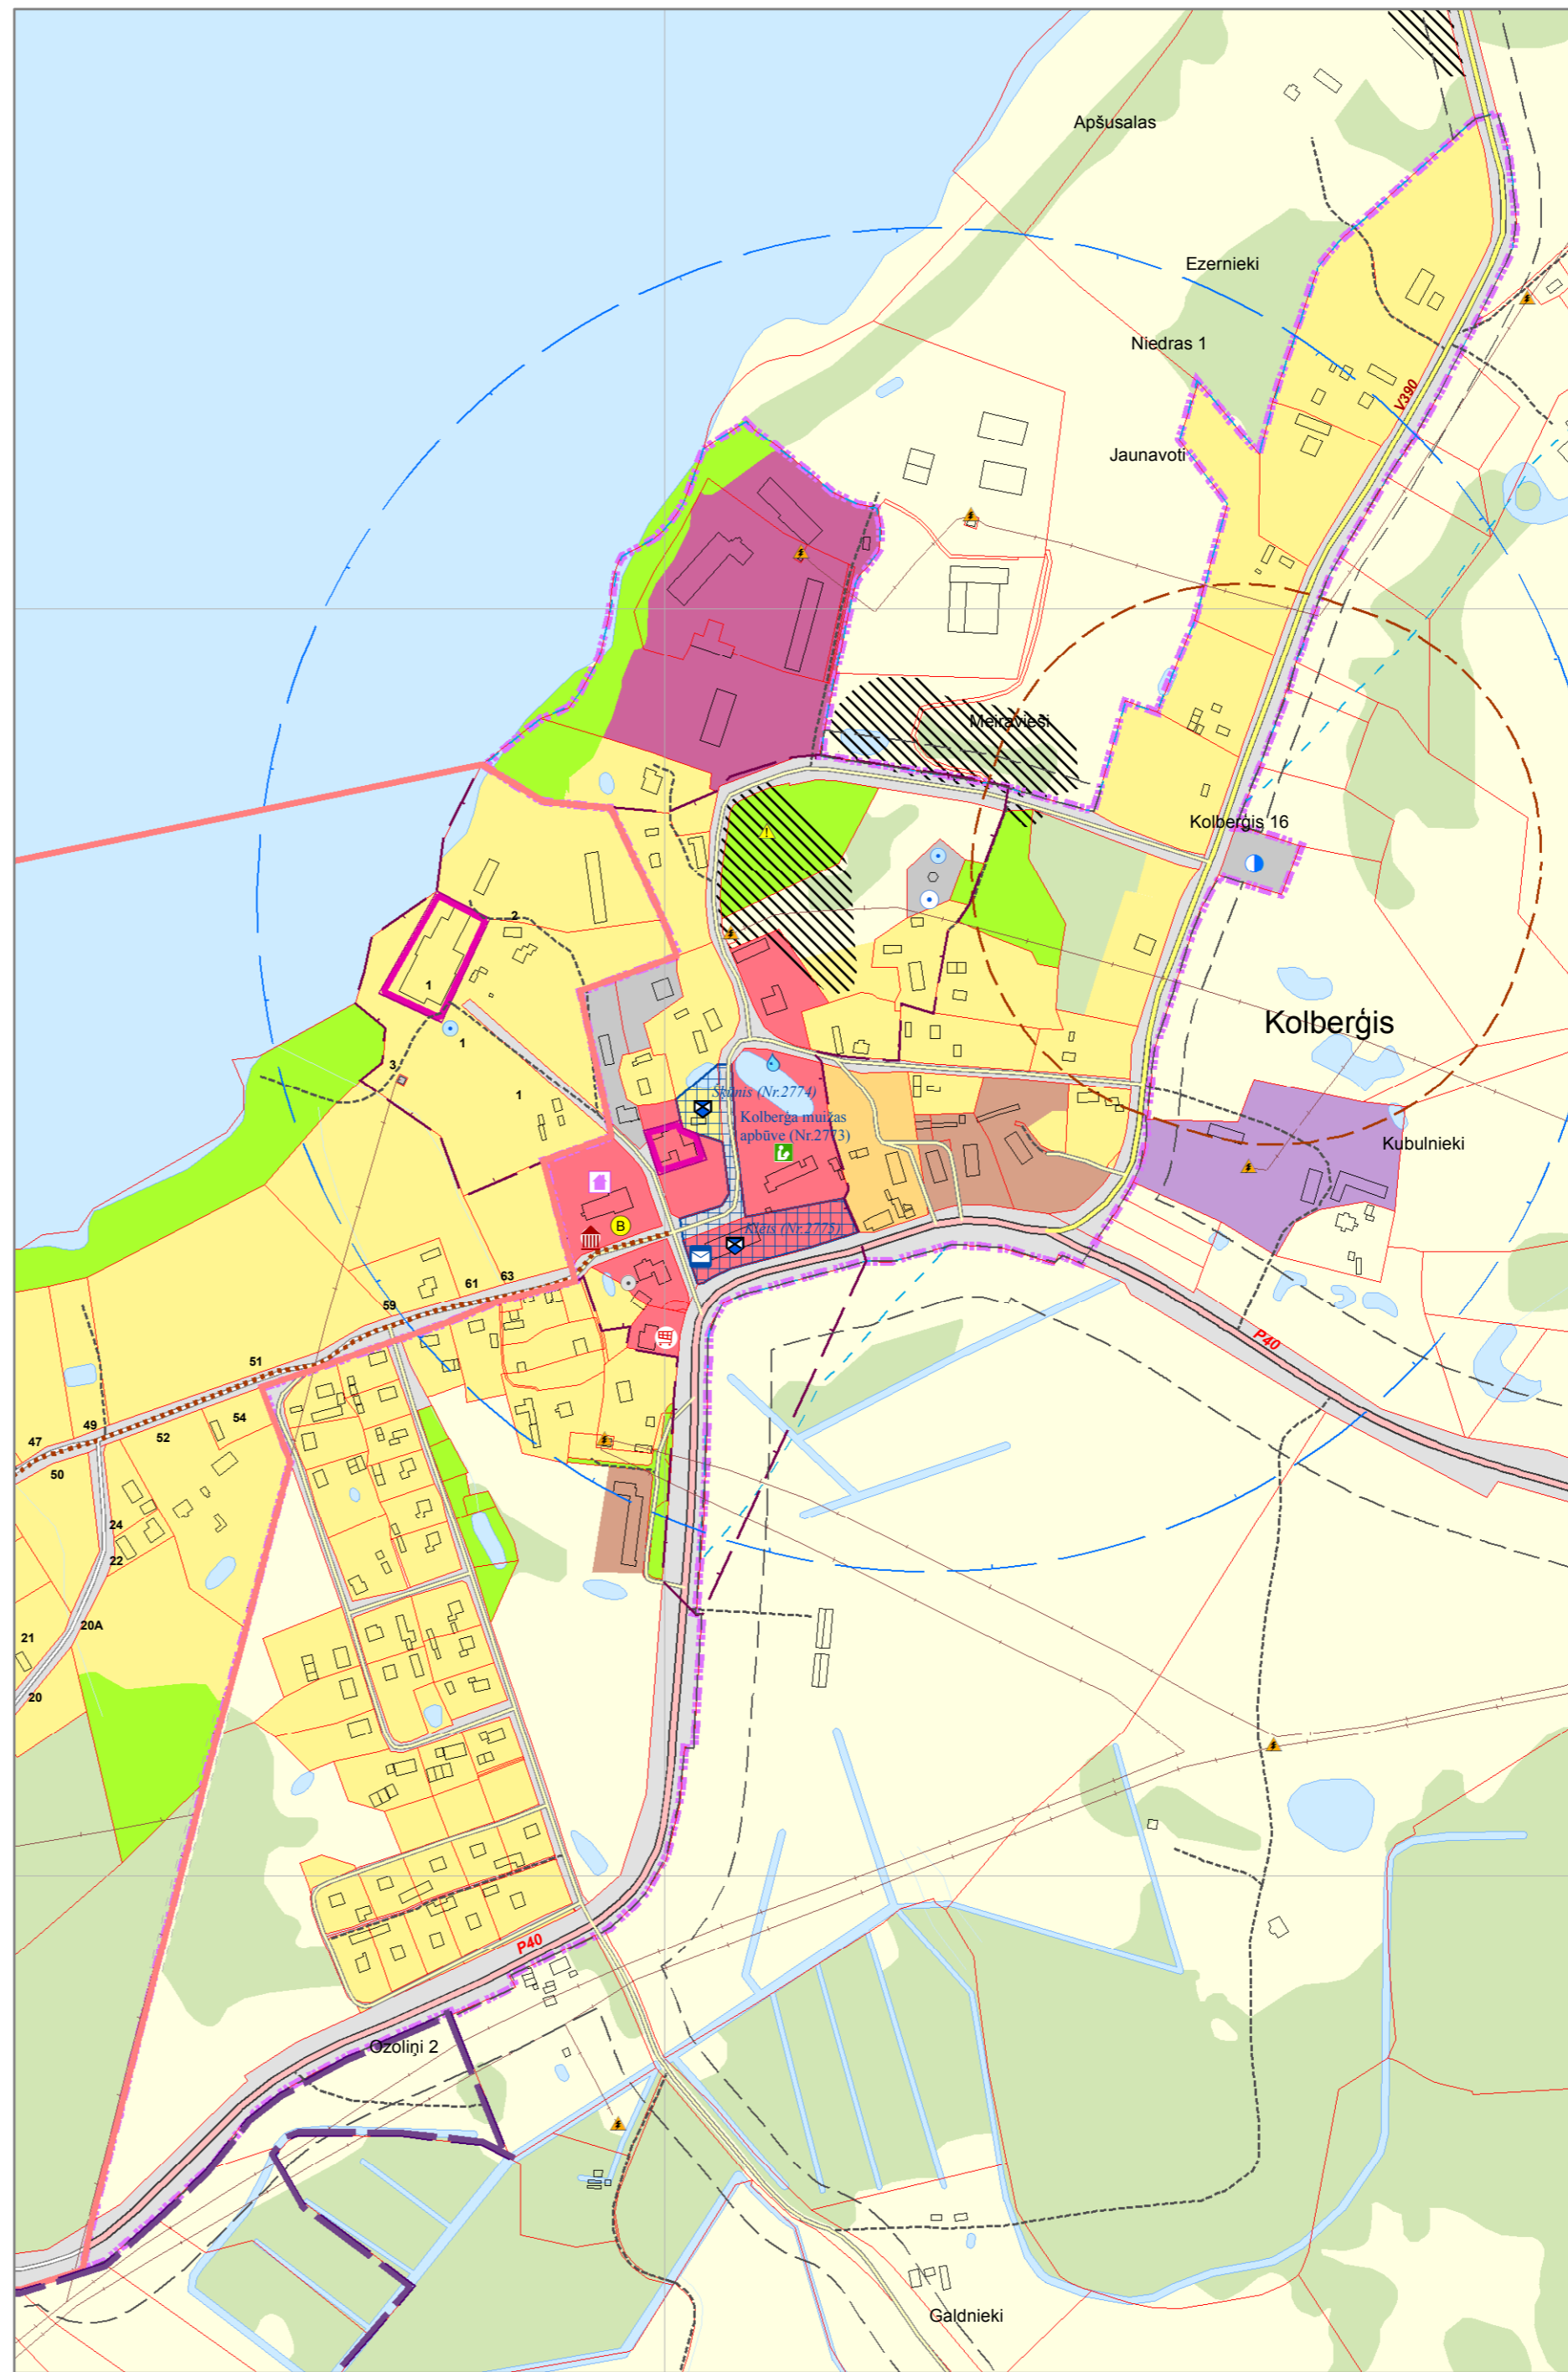 Apšusalas
Ezernieki
Niedras 1
V390
Jaunavoti
Meiravieši
Kolberģis 16
2
1
Kolberģis
1
3
1
Šķūnis (Nr.2774)
Kolberģa muižas
apbūve (Nr.2773)
Kubulnieki
Klēts (Nr.2775)
B
63
61
59
P40
51
54
49
52
47
50
24
22
20A
21
20
P40
Ozoliņi 2
Galdnieki